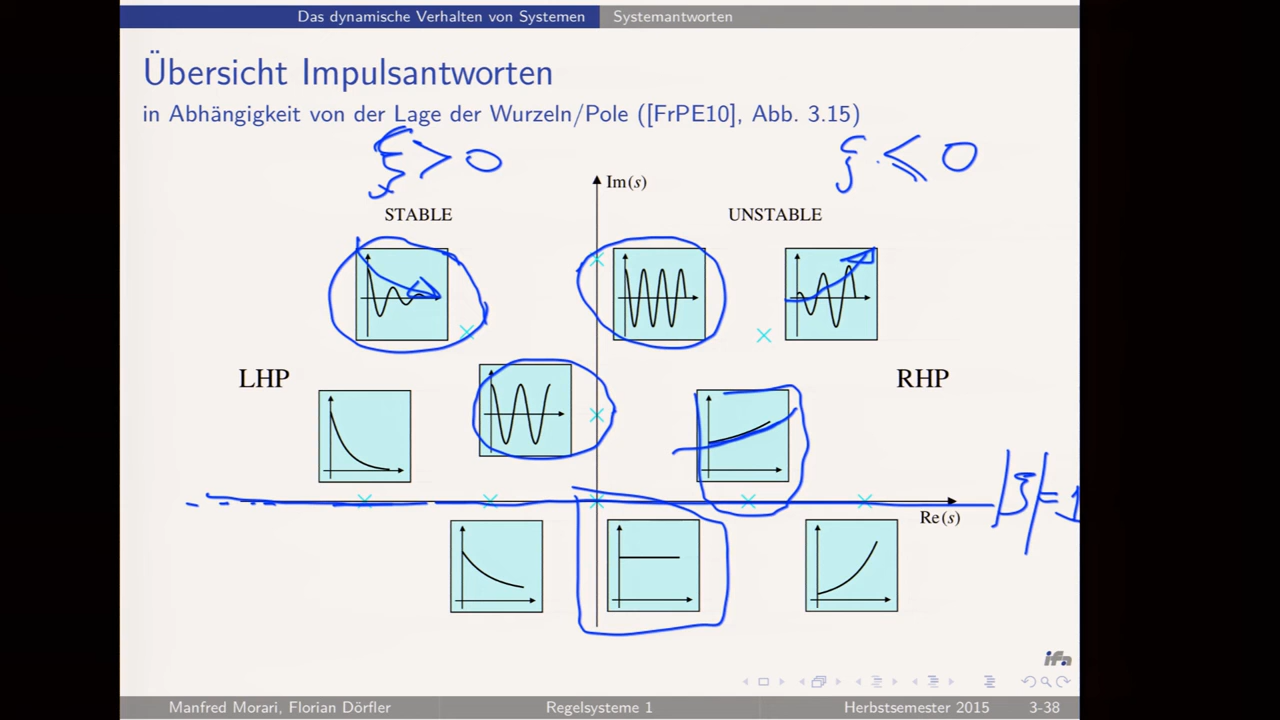 Das dynamische Verhalten von Systemen Systemantworten
Übersicht Impulsantworten
in Abhängigkeit von der Lage der Wurzeln/Pole ([FrPE10], Abb. 3.15)
ξ > 0 ξ ≤ 0
Im(s)
STABLE UNSTABLE
LHP RHP
|ξ| = 1
Re(s)
ifa
Manfred Morari, Florian Dörfler Regelsysteme 1 Herbstsemester 2015 3-38